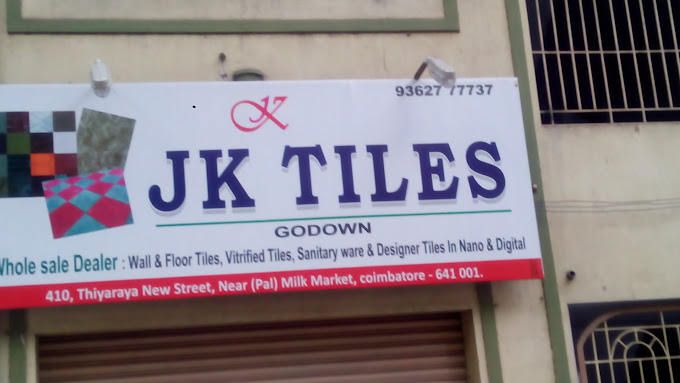 93627 77737
JK
JK TILES
GODOWN
Whole sale Dealer : Wall & Floor Tiles, Vitrified Tiles, Sanitary ware & Designer Tiles In Nano & Digital
410, Thiyaraya New Street, Near (Pal) Milk Market, coimbatore - 641 001.